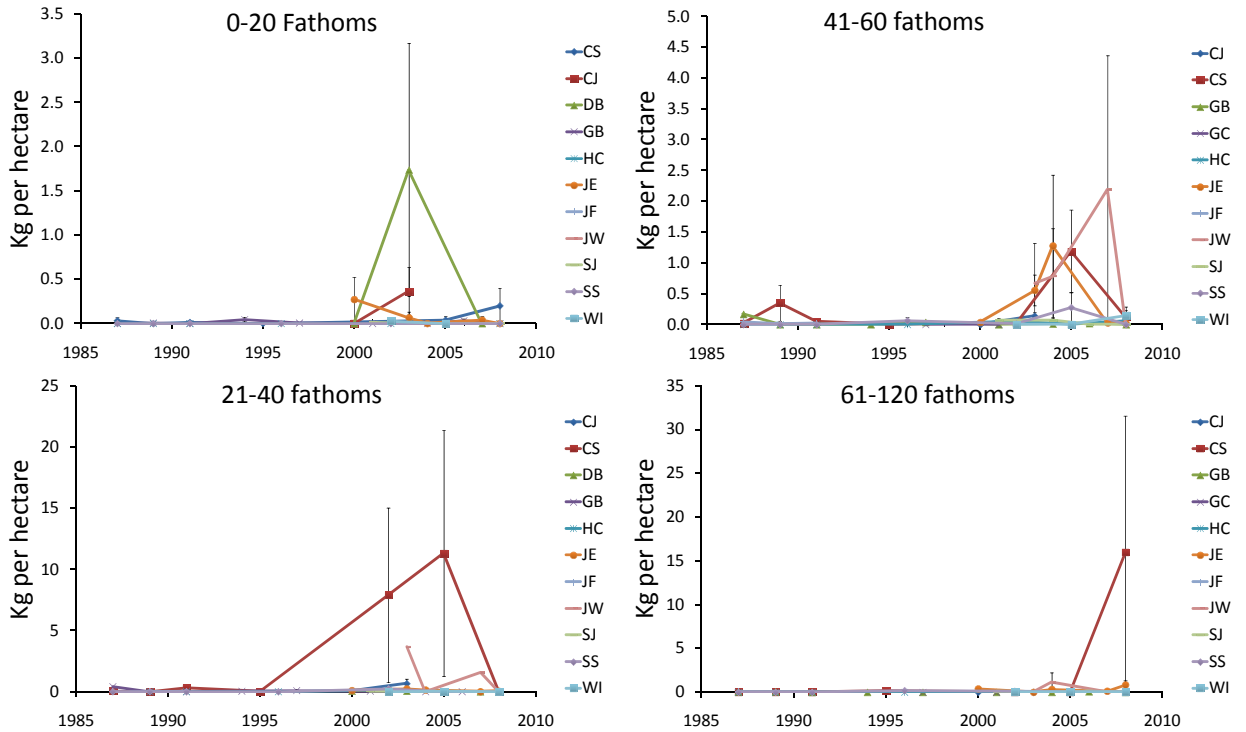 0-20 Fathoms
Kg per hectare
3.5
3.0
2.5
2.0
1.5
1.0
0.5
0.0
1985 1990 1995 2000 2005 2010
CS
CJ
DB
GB
HC
JE
JF
JW
SJ
SS
WI
41-60 fathoms
Kg per hectare
5.0
4.5
4.0
3.5
3.0
2.5
2.0
1.5
1.0
0.5
0.0
1985 1990 1995 2000 2005 2010
CJ
CS
GB
GC
HC
JE
JF
JW
SJ
SS
WI
21-40 fathoms
Kg per hectare
25
20
15
10
5
0
1985 1990 1995 2000 2005 2010
CJ
CS
DB
GB
HC
JE
JF
JW
SJ
SS
WI
61-120 fathoms
Kg per hectare
35
30
25
20
15
10
5
0
1985 1990 1995 2000 2005 2010
CJ
CS
GB
GC
HC
JE
JF
JW
SJ
SS
WI